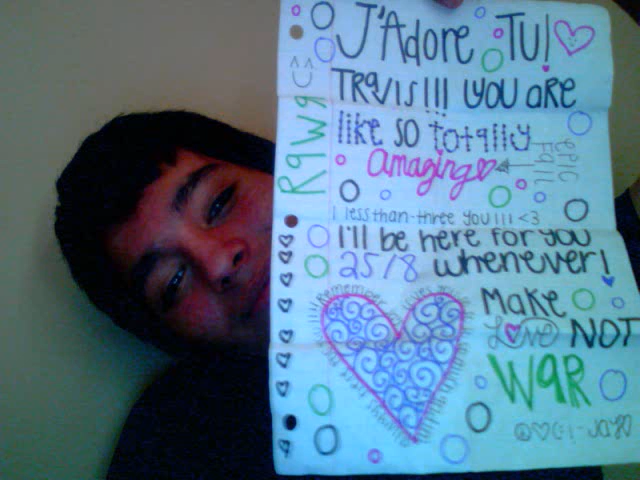 J'Adore Tu!
Travis!!! you are
like so totally
amazing
epic
Fail
I less than-three you!!! <3
I'll be here for you
25/8 whenever!
Make
Love NOT
WaR
RaWR